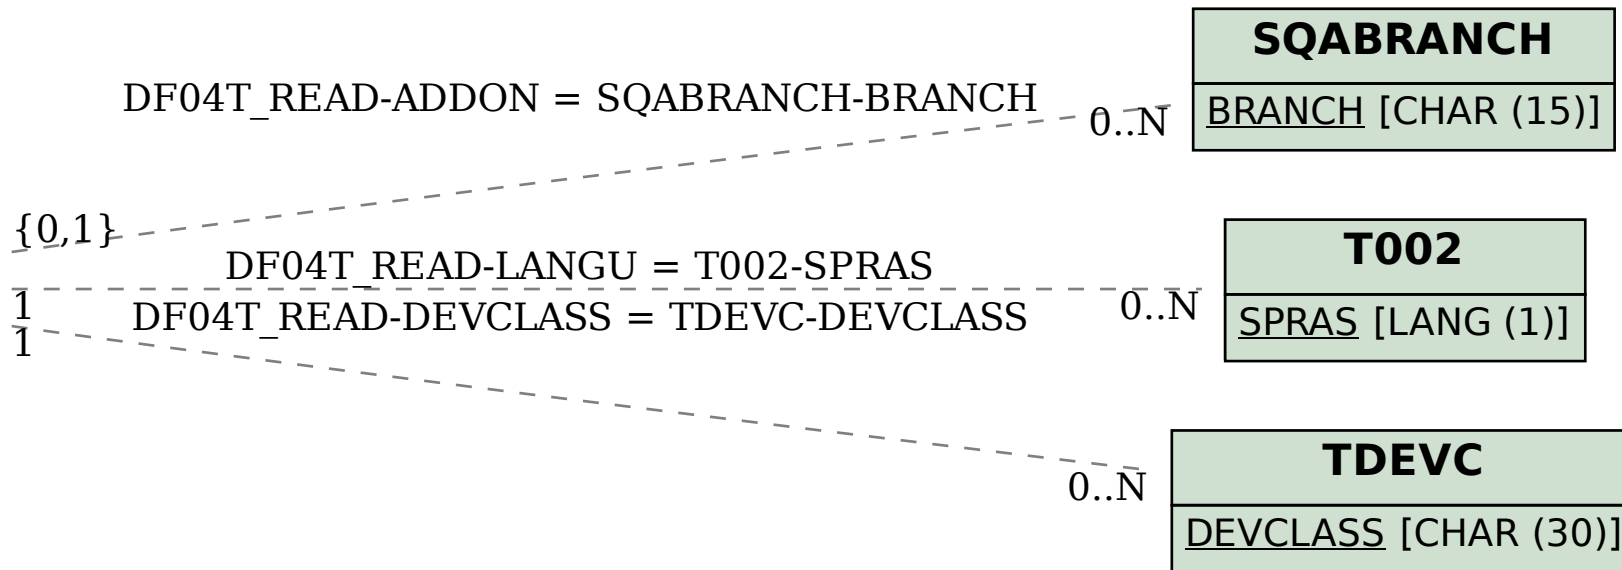 SQABRANCH
DF04T_READ-ADDON = SQABRANCH-BRANCH
0..N
BRANCH [CHAR (15)]
{0,1}
T002
DF04T_READ-LANGU = T002-SPRAS
1
0..N
SPRAS [LANG (1)]
DF04T_READ-DEVCLASS = TDEVC-DEVCLASS
1
TDEVC
0..N
DEVCLASS [CHAR (30)]